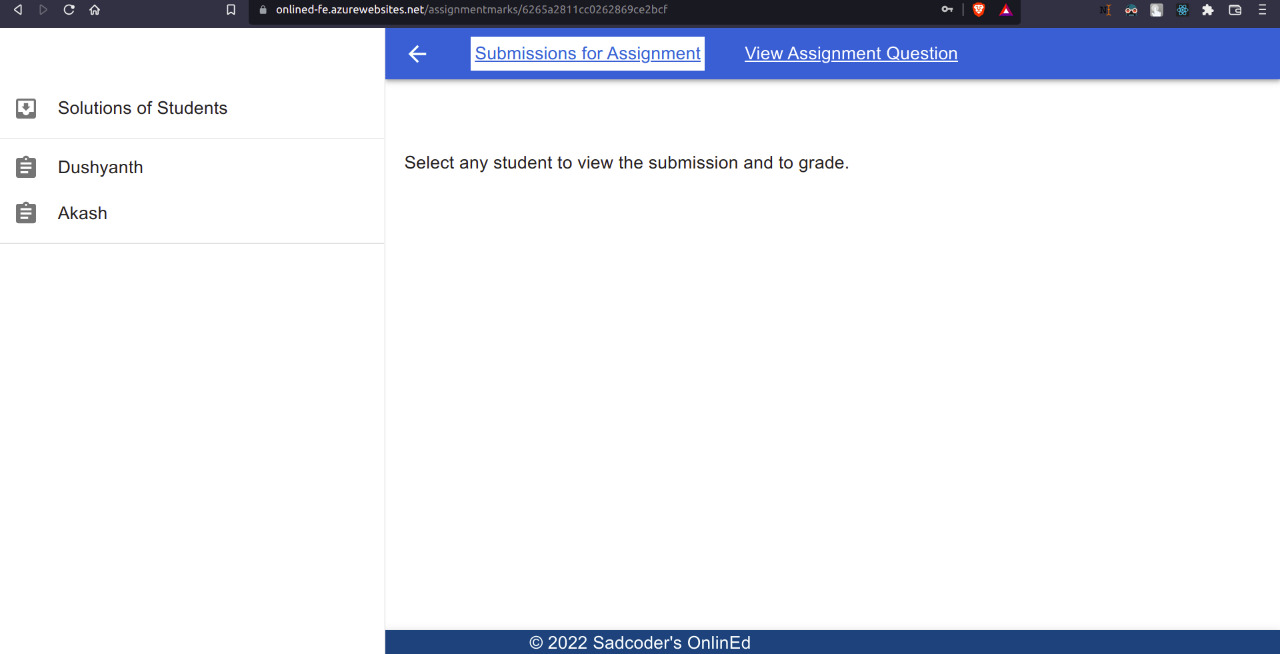 onlined-fe.azurewebsites.net/assignmentmarks/6265a2811cc0262869ce2bcf
Submissions for Assignment
View Assignment Question
Solutions of Students
Dushyanth
Akash
Select any student to view the submission and to grade.
© 2022 Sadcoder's OnlinEd